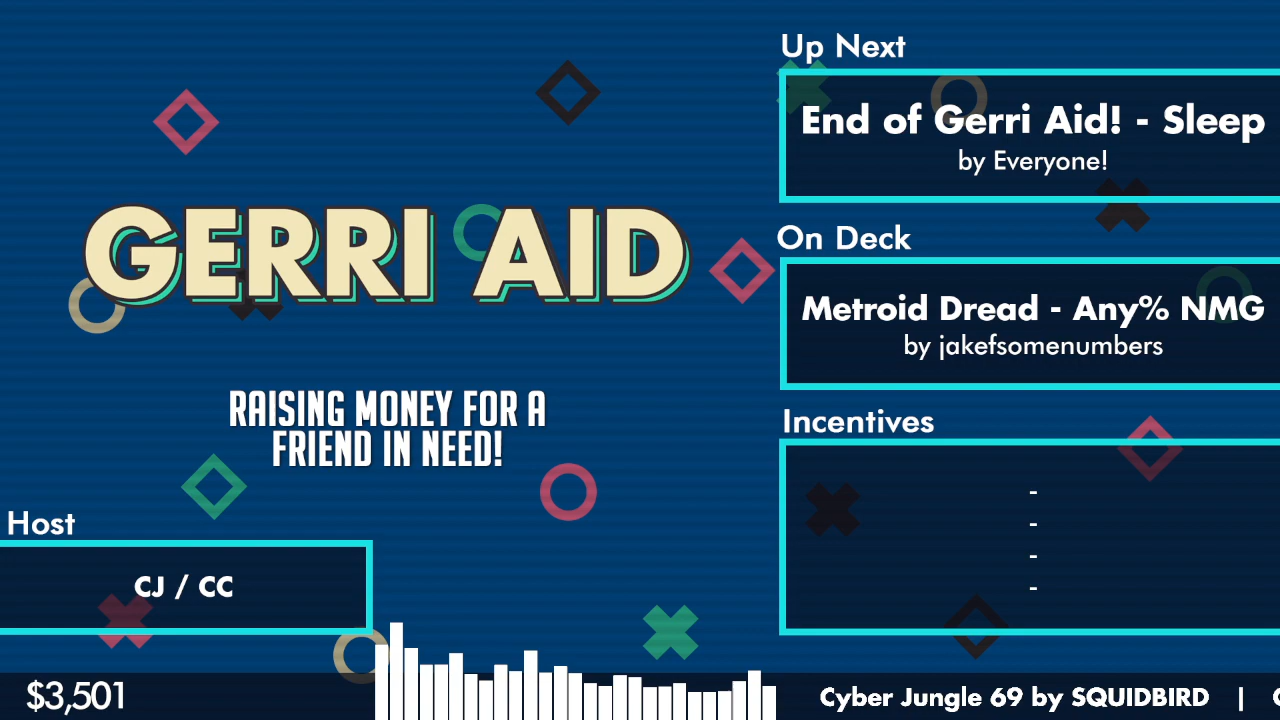 GERRI AID
RAISING MONEY FOR A
FRIEND IN NEED!
Host
CJ / CC
$3,501
Up Next
End of Gerri Aid! - Sleep
by Everyone!
On Deck
Metroid Dread - Any% NMG
by jakefsomenumbers
Incentives
-
-
-
-
Cyber Jungle 69 by SQUIDBIRD |